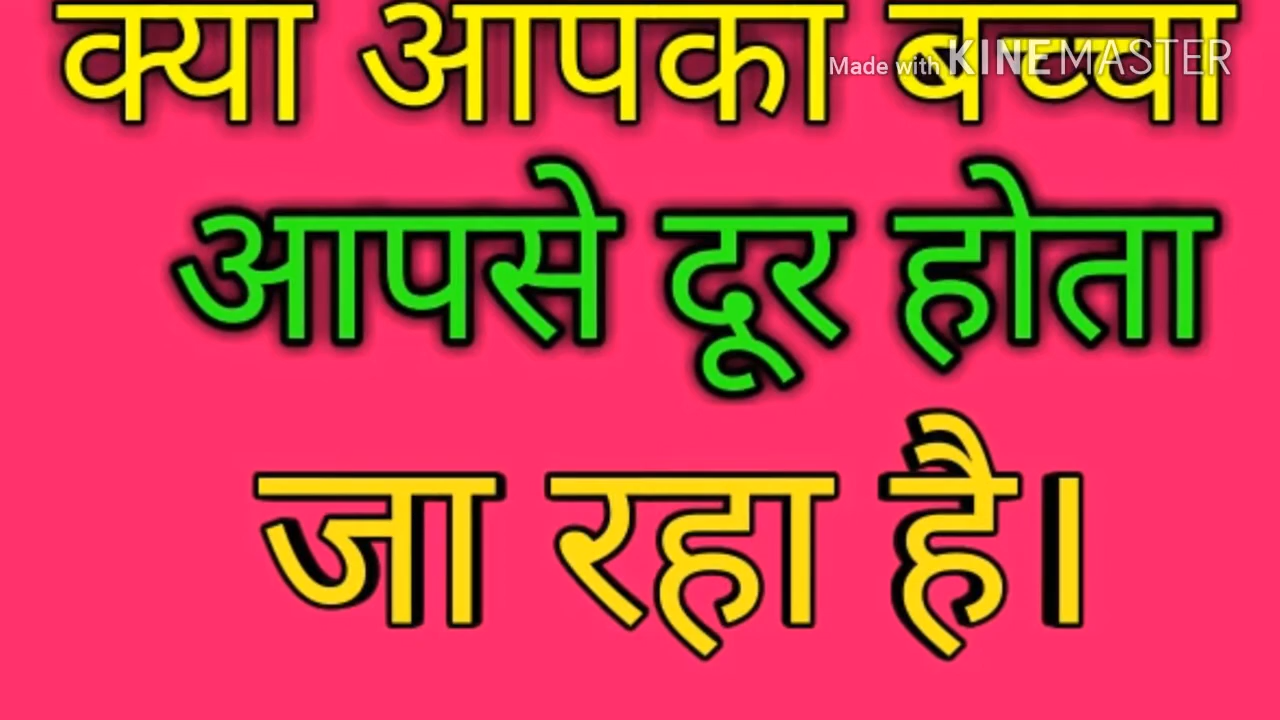 क्या आपका बच्चा
Made with KINEMASTER
आपसे दूर होता
जा रहा है।